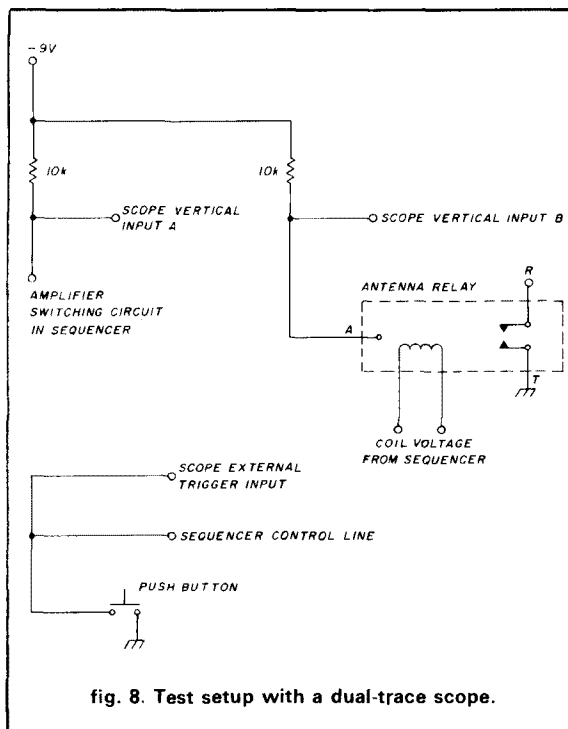 -9V
10k
10k
SCOPE VERTICAL
INPUT A
SCOPE VERTICAL INPUT B
AMPLIFIER
SWITCHING CIRCUIT
IN SEQUENCER
ANTENNA RELAY
R
A
T
COIL VOLTAGE
FROM SEQUENCER
SCOPE EXTERNAL
TRIGGER INPUT
SEQUENCER CONTROL LINE
PUSH BUTTON
fig. 8. Test setup with a dual-trace scope.